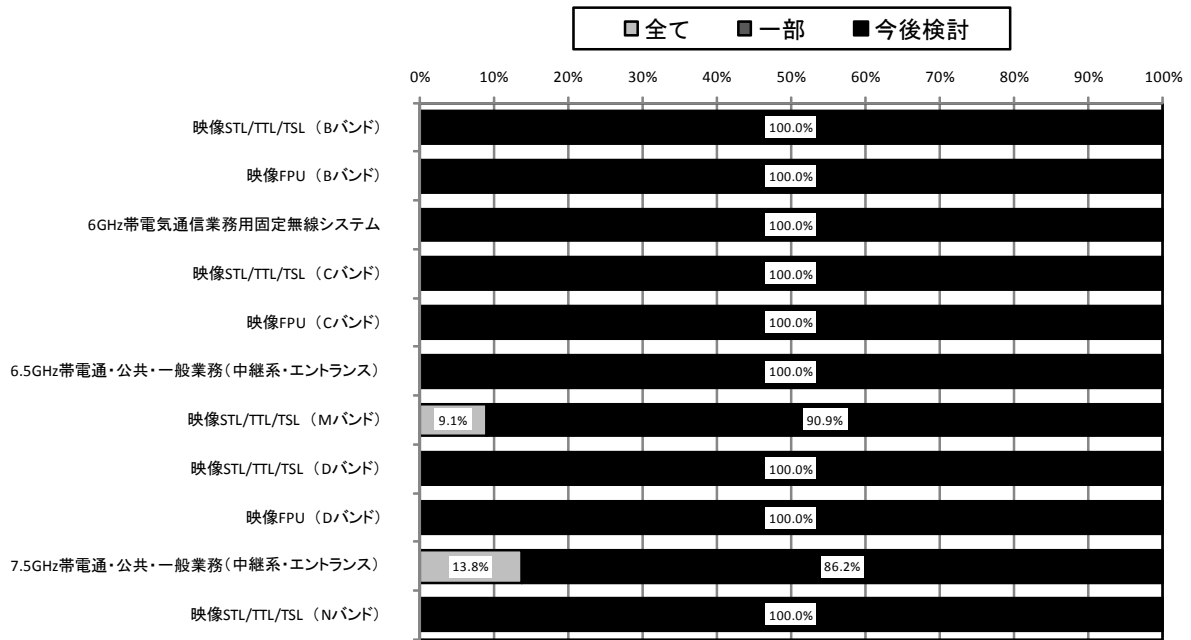 全て 一部 今後検討
0% 10% 20% 30% 40% 50% 60% 70% 80% 90% 100%
映像STL/TTL/TSL（Bバンド） 100.0%
映像FPU（Bバンド） 100.0%
6GHz帯電気通信業務用固定無線システム 100.0%
映像STL/TTL/TSL（Cバンド） 100.0%
映像FPU（Cバンド） 100.0%
6.5GHz帯電通・公共・一般業務（中継系・エントランス） 100.0%
映像STL/TTL/TSL（Mバンド） 9.1% 90.9%
映像STL/TTL/TSL（Dバンド） 100.0%
映像FPU（Dバンド） 100.0%
7.5GHz帯電通・公共・一般業務（中継系・エントランス） 13.8% 86.2%
映像STL/TTL/TSL（Nバンド） 100.0%